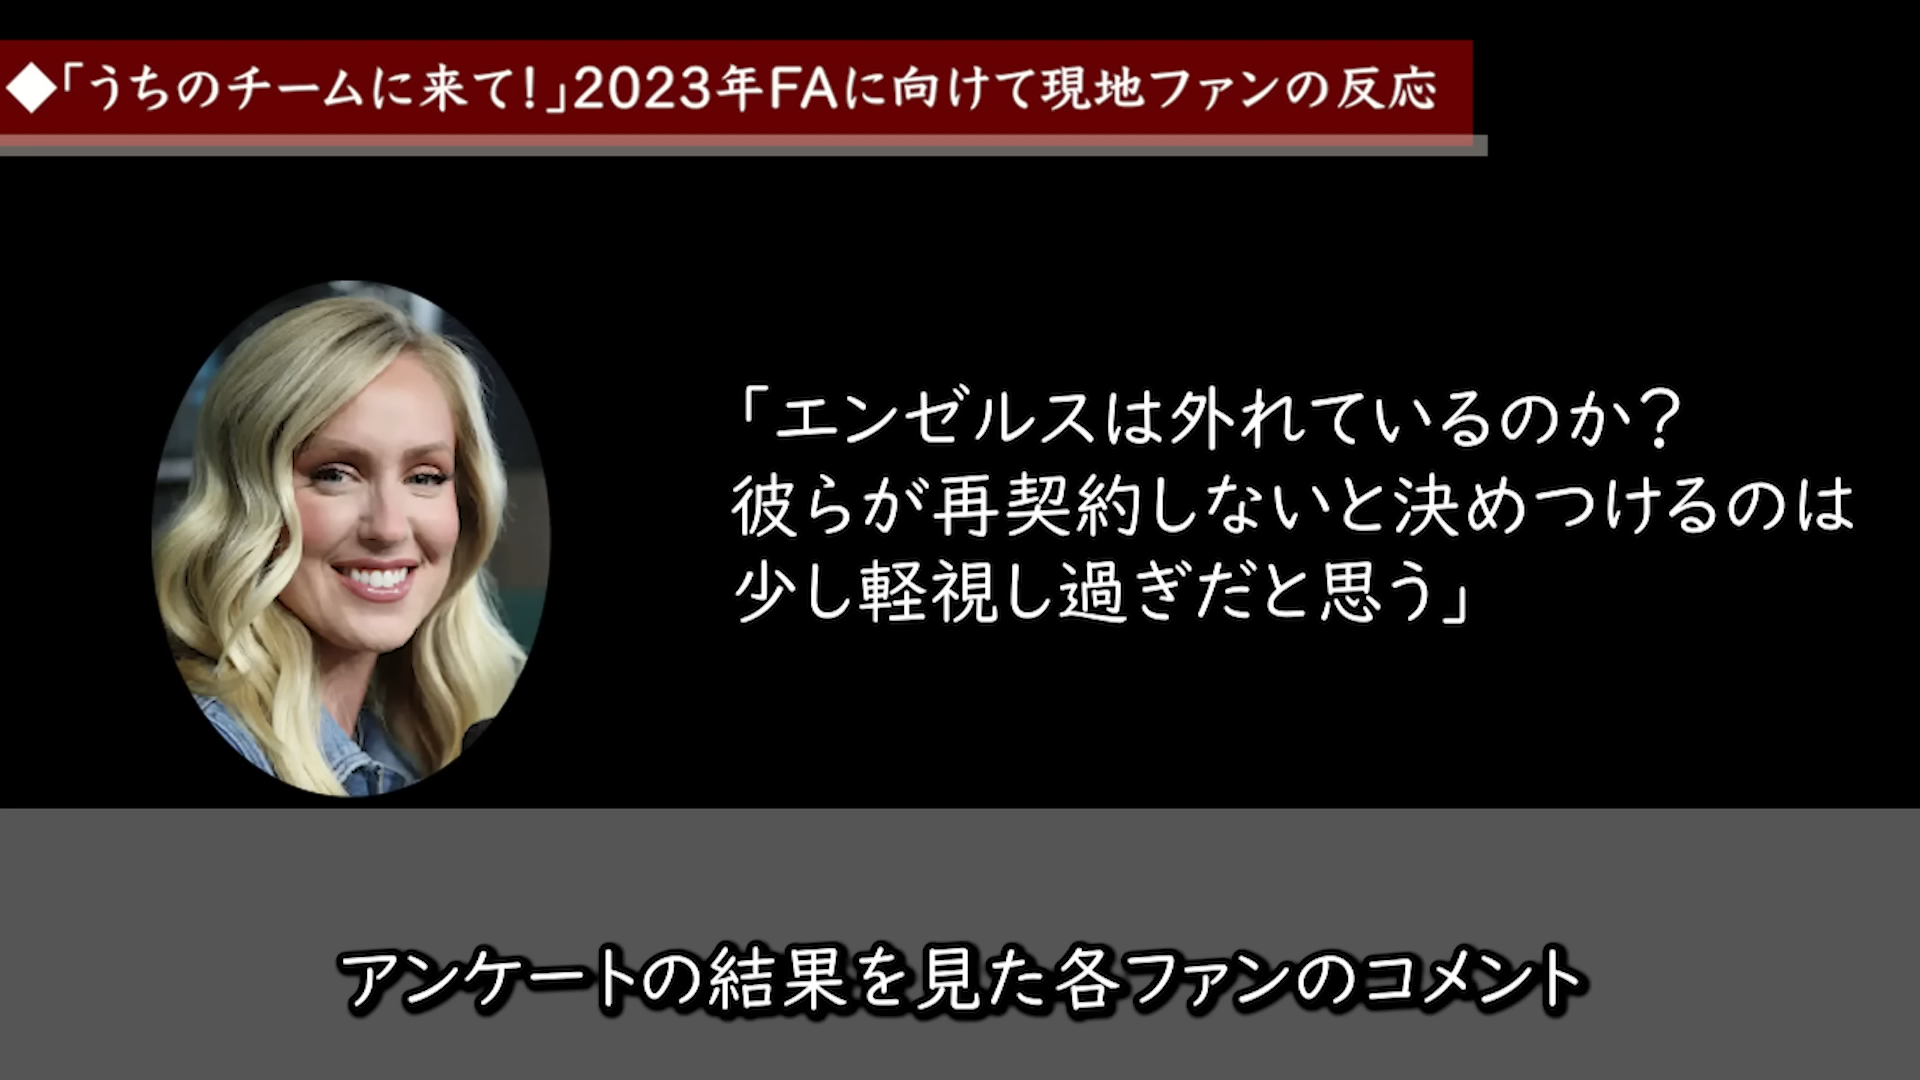 ◆「うちのチームに来て!」2023年FAに向けて現地ファンの反応
「エンゼルスは外れているのか?
彼らが再契約しないと決めつけるのは
少し軽視し過ぎだと思う」
アンケートの結果を見た各ファンのコメント